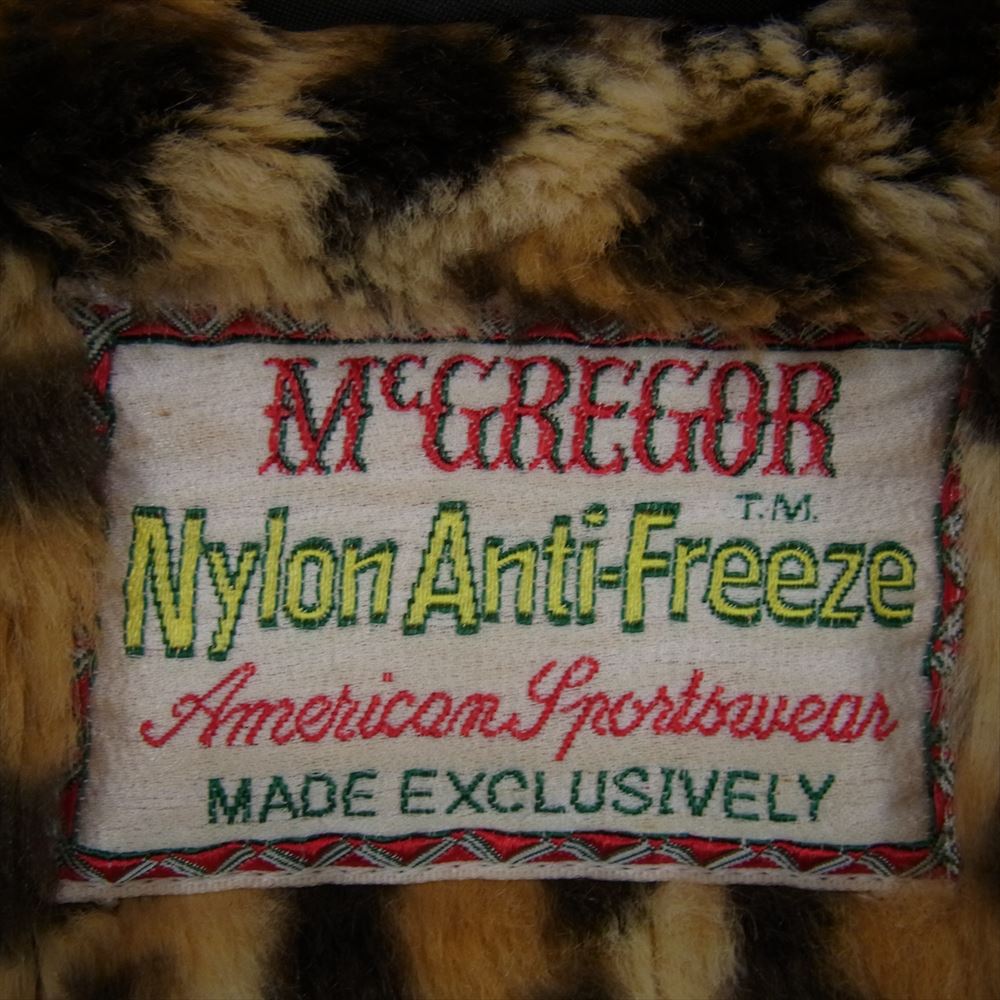 McGREGOR
T.M.
Nylon Anti-Freeze
American Sportswear
MADE EXCLUSIVELY